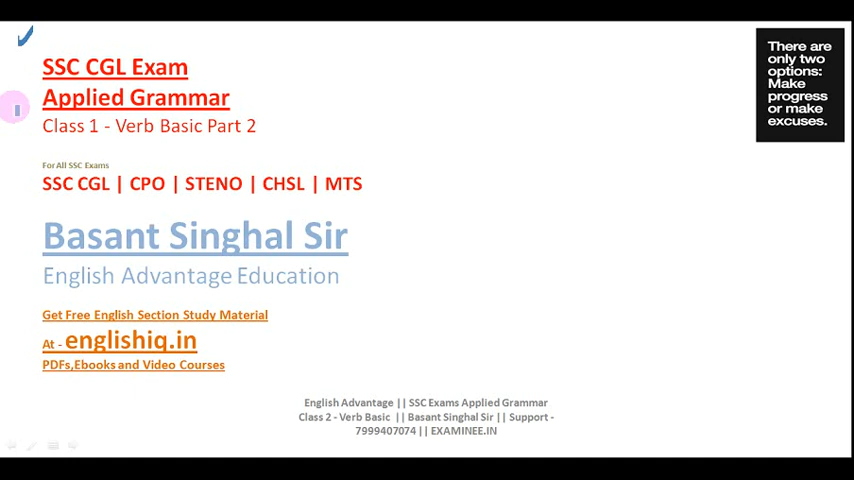 SSC CGL Exam
Applied Grammar
Class 1 - Verb Basic Part 2
For All SSC Exams
SSC CGL | CPO | STENO | CHSL | MTS
Basant Singhal Sir
English Advantage Education
Get Free English Section Study Material
At - englishiq.in
PDFs,Ebooks and Video Courses
There are
only two
options:
Make
progress
or make
excuses.
English Advantage || SSC Exams Applied Grammar
Class 2 - Verb Basic || Basant Singhal Sir || Support -
7999407074 || EXAMINEE.IN